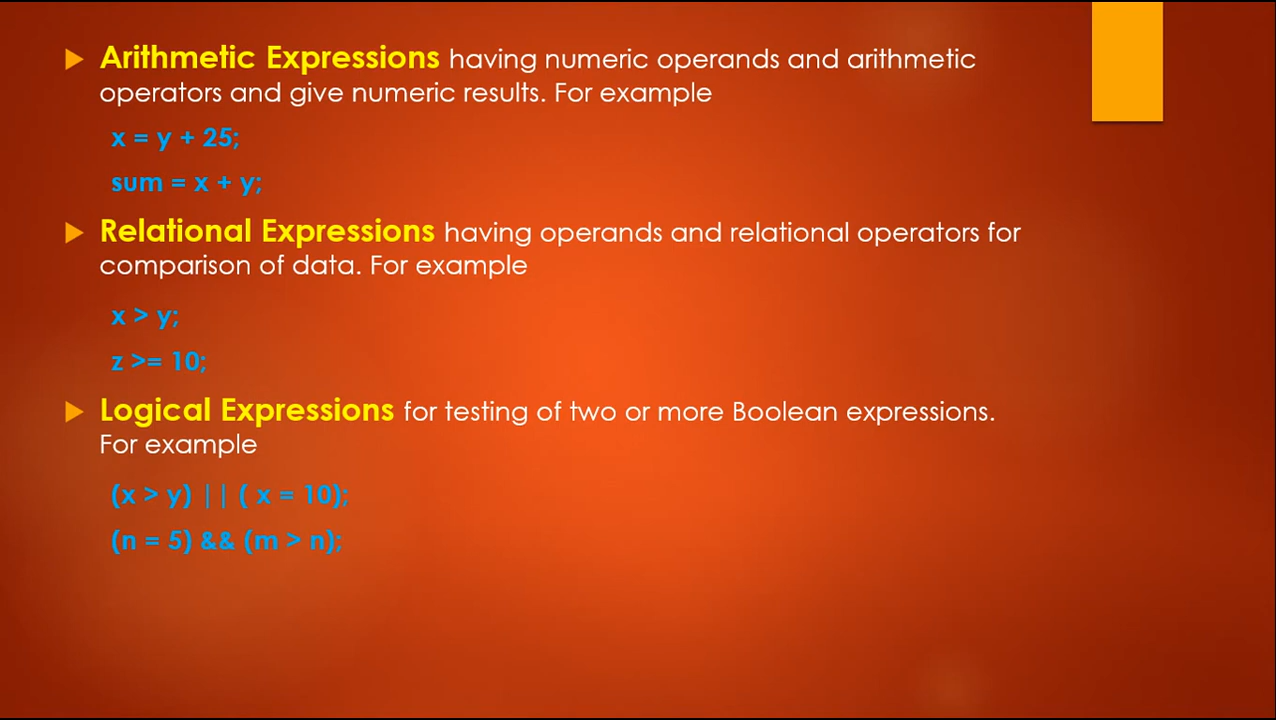 Arithmetic Expressions having numeric operands and arithmetic
operators and give numeric results. For example
x = y + 25;
sum = x + y;
Relational Expressions having operands and relational operators for
comparison of data. For example
x > y;
z >= 10;
Logical Expressions for testing of two or more Boolean expressions.
For example
(x > y) || ( x = 10);
(n = 5) && (m > n);